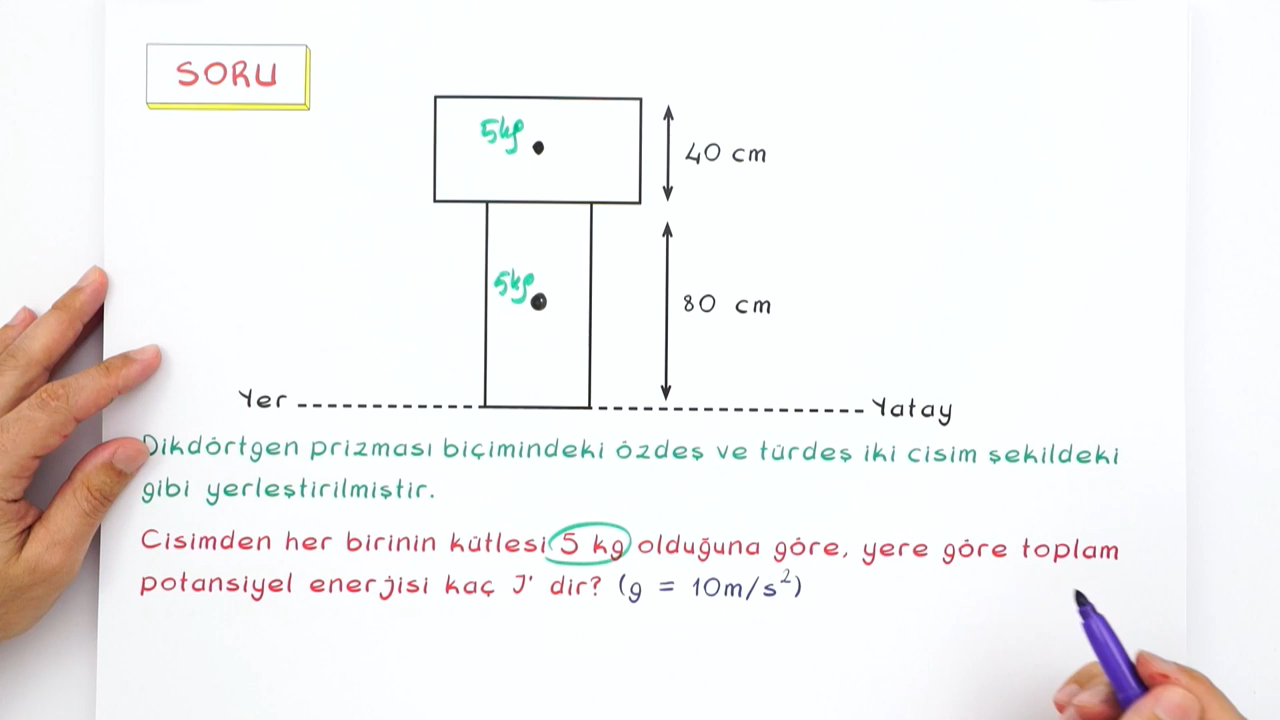 SORU
5kg
40 cm
5kg
80 cm
Yer
Yatay
Dikdörtgen prizması biçimindeki özdeş ve türdeş iki cisim şekildeki
gibi yerleştirilmiştir.
Cisimden her birinin kütlesi 5 kg olduğuna göre, yere göre toplam
potansiyel enerjisi kaç J' dir? (g = 10m/s²)